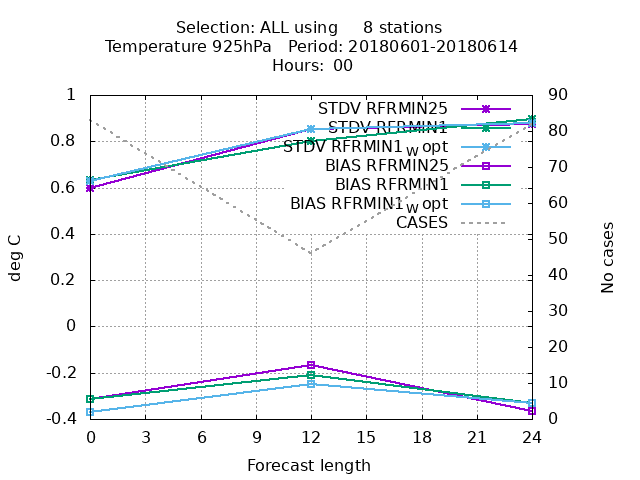 Selection: ALL using 8 stations
Temperature 925hPa Period: 20180601-20180614
Hours: 00
STDV RFRMIN25
STDV RFRMIN1
STDV RFRMIN1_w opt
BIAS RFRMIN25
BIAS RFRMIN1
BIAS RFRMIN1_w opt
CASES
1
0.8
0.6
0.4
0.2
0
-0.2
-0.4
deg C
90
80
70
60
50
40
30
20
10
0
No cases
0 3 6 9 12 15 18 21 24
Forecast length